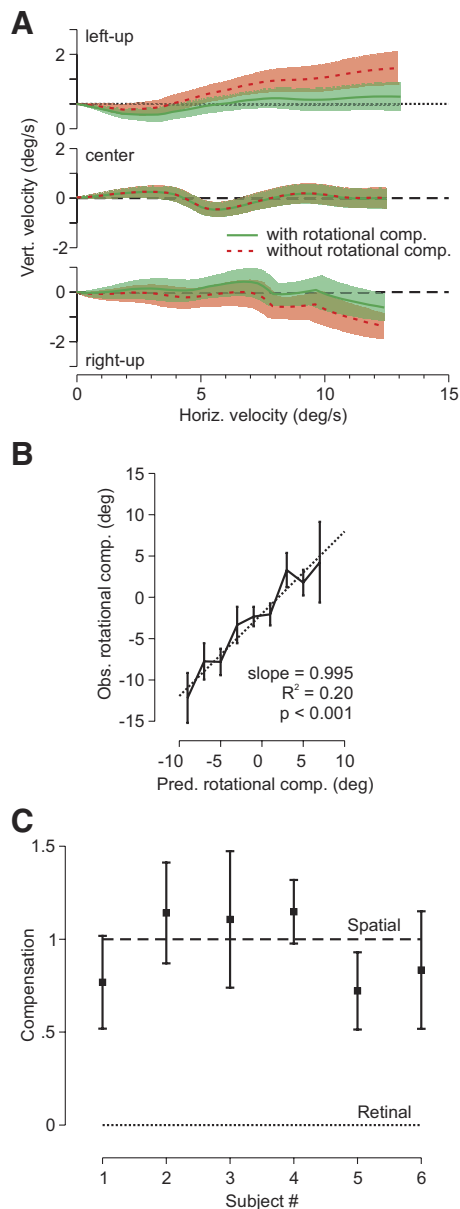 A
left-up
2
0
Vert. velocity (deg/s)
center
2
0
-2
with rotational comp.
without rotational comp.
0
-2
right-up
0
5
10
15
Horiz. velocity (deg/s)
B
15
10
5
0
-5
-10
-15
Obs. rotational comp. (deg)
slope = 0.995
R² = 0.20
p < 0.001
-10
-5
0
5
10
Pred. rotational comp. (deg)
C
1.5
1
.5
0
Compensation
Spatial
Retinal
1
2
3
4
5
6
Subject #